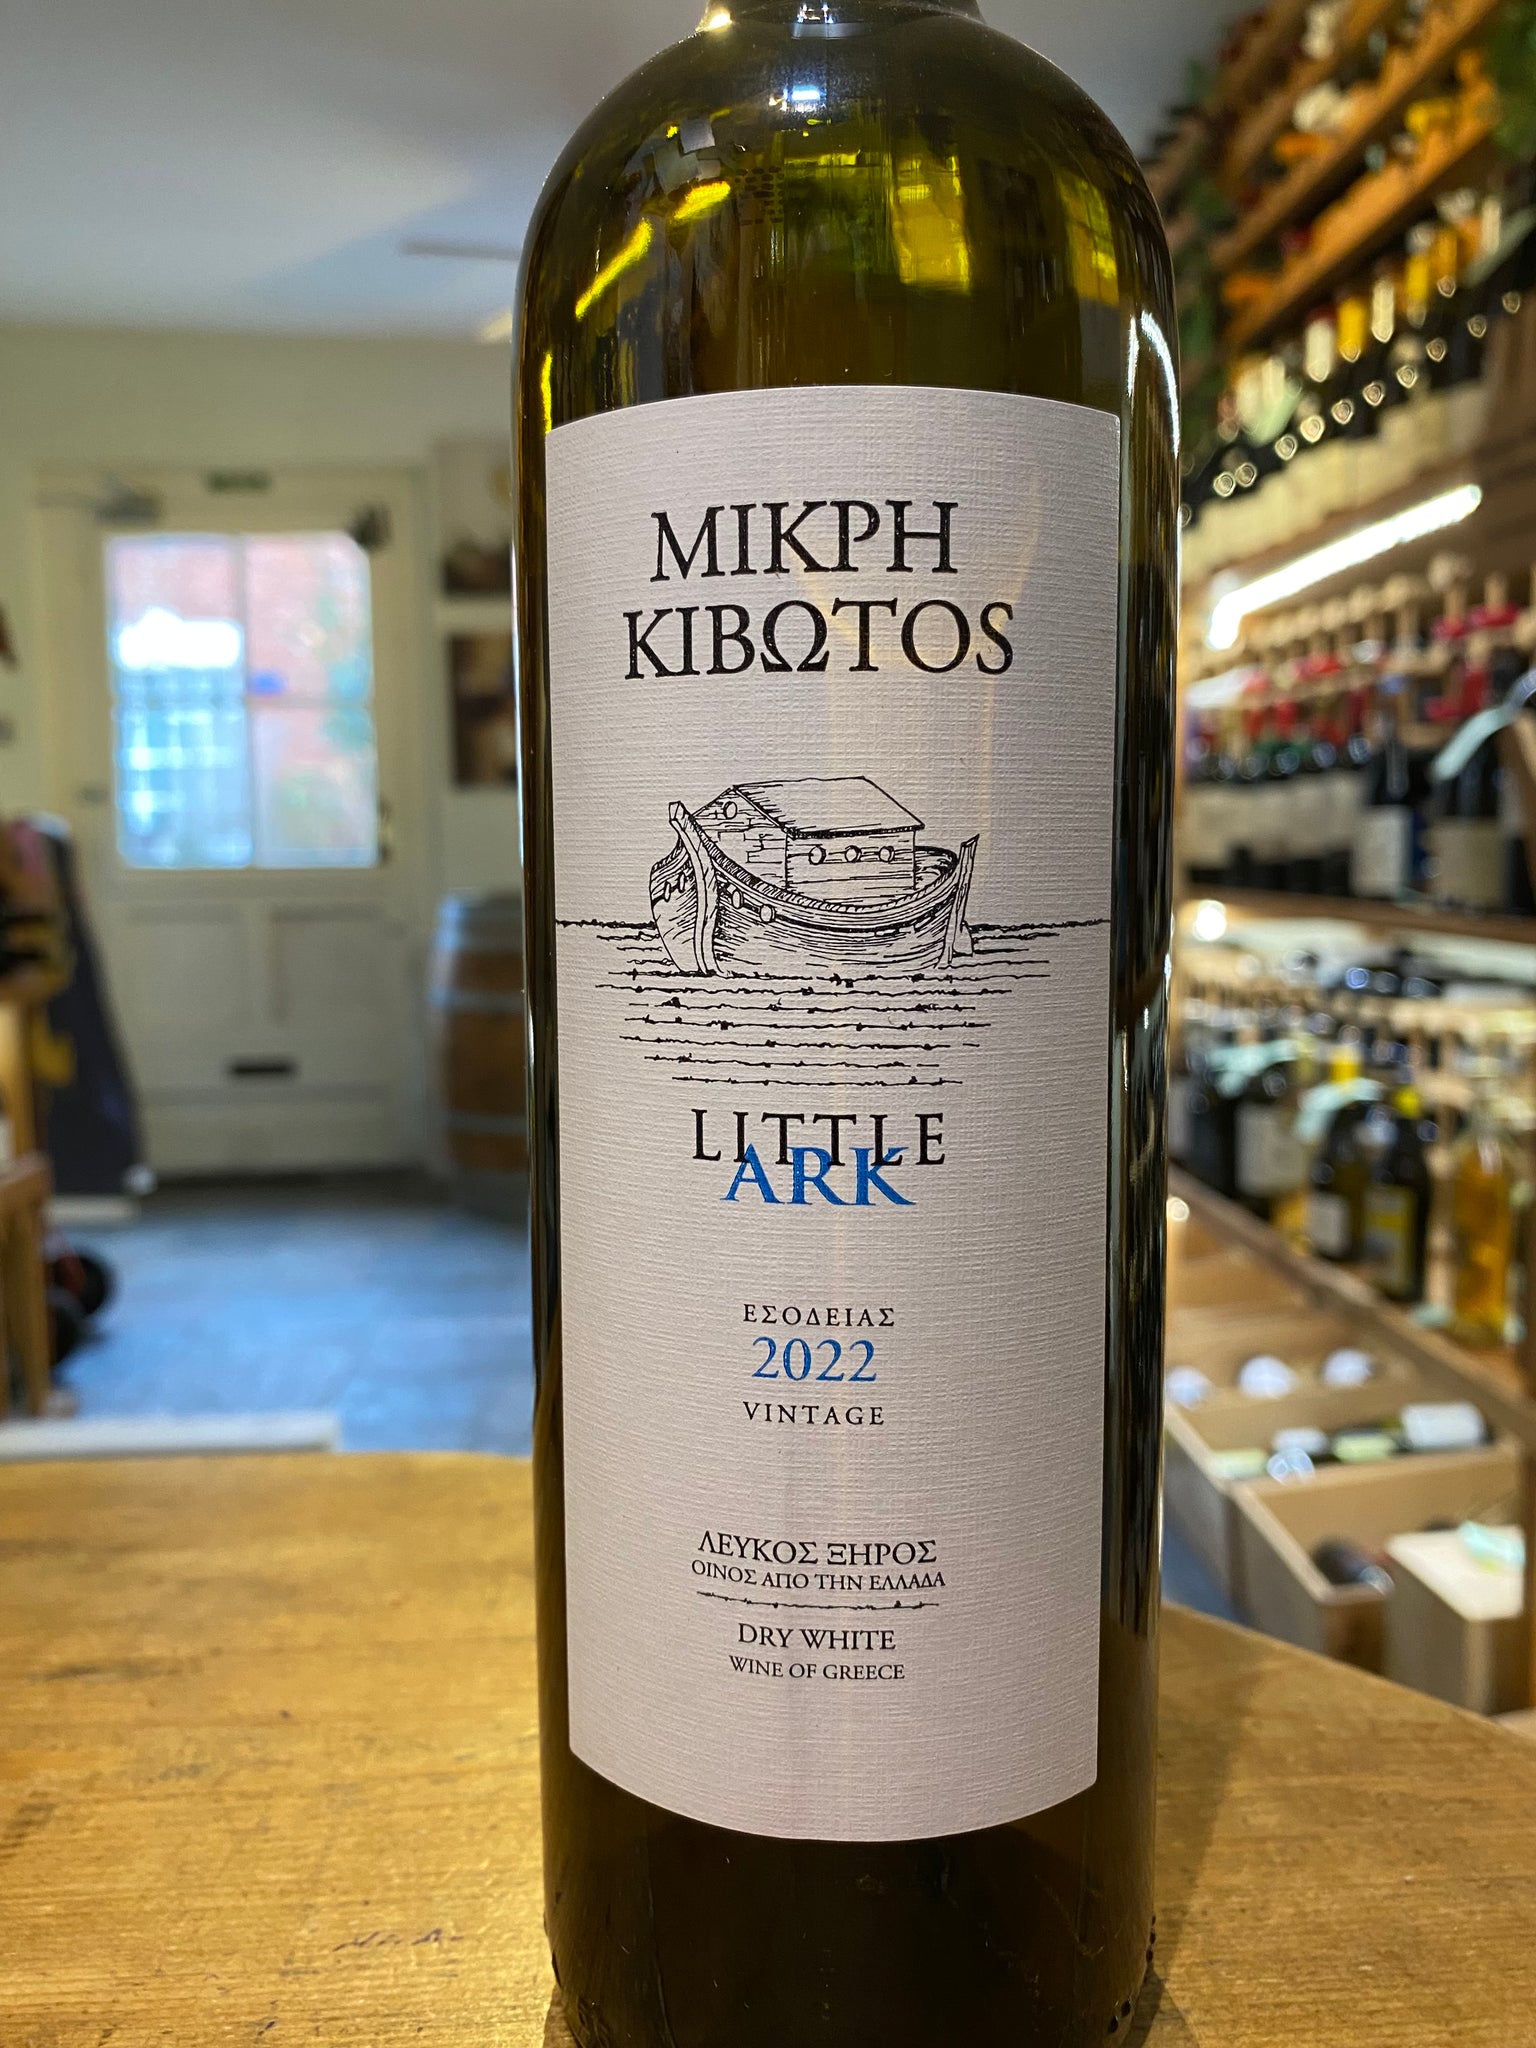 ΜΙΚΡΗ
ΚΙΒΩΤΟS
LITTLE
ARK
ΕΣΟΔΕΙΑΣ
2022
VINTAGE
ΛΕΥΚΟΣ ΞΗΡΟΣ
ΟΙΝΟΣ ΑΠΟ ΤΗΝ ΕΛΛΑΔΑ
DRY WHITE
WINE OF GREECE